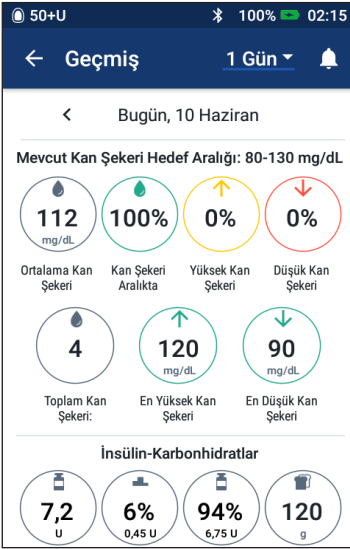 50+U 100% 02:15
Geçmiş 1 Gün
Bugün, 10 Haziran
Mevcut Kan Şekeri Hedef Aralığı: 80-130 mg/dL
112 100% 0% 0%
mg/dL
Ortalama Kan Kan Şekeri Yüksek Kan Düşük Kan
Şekeri Aralıkta Şekeri Şekeri
4 120 90
mg/dL mg/dL
Toplam Kan En Yüksek Kan En Düşük Kan
Şekeri: Şekeri Şekeri
İnsülin-Karbonhidratlar
7,2 6% 94% 120
U 0,45 U 6,75 U g